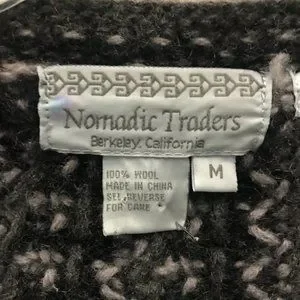 Nomadic Traders
Berkeley, California
100% WOOL
MADE IN CHINA
SEE REVERSE
FOR CARE
M